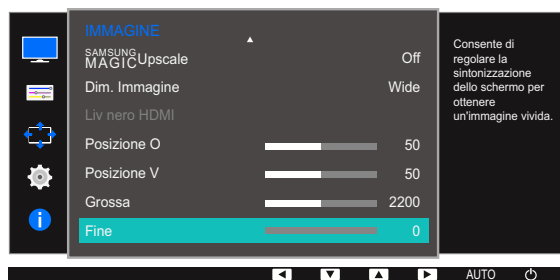 IMMAGINE
SAMSUNG
MAGIC Upscale Off
Dim. Immagine Wide
Liv nero HDMI
Posizione O 50
Posizione V 50
Grossa 2200
Fine 0
Consente di
regolare la
sintonizzazione
dello schermo per
ottenere
un'immagine vivida.
AUTO